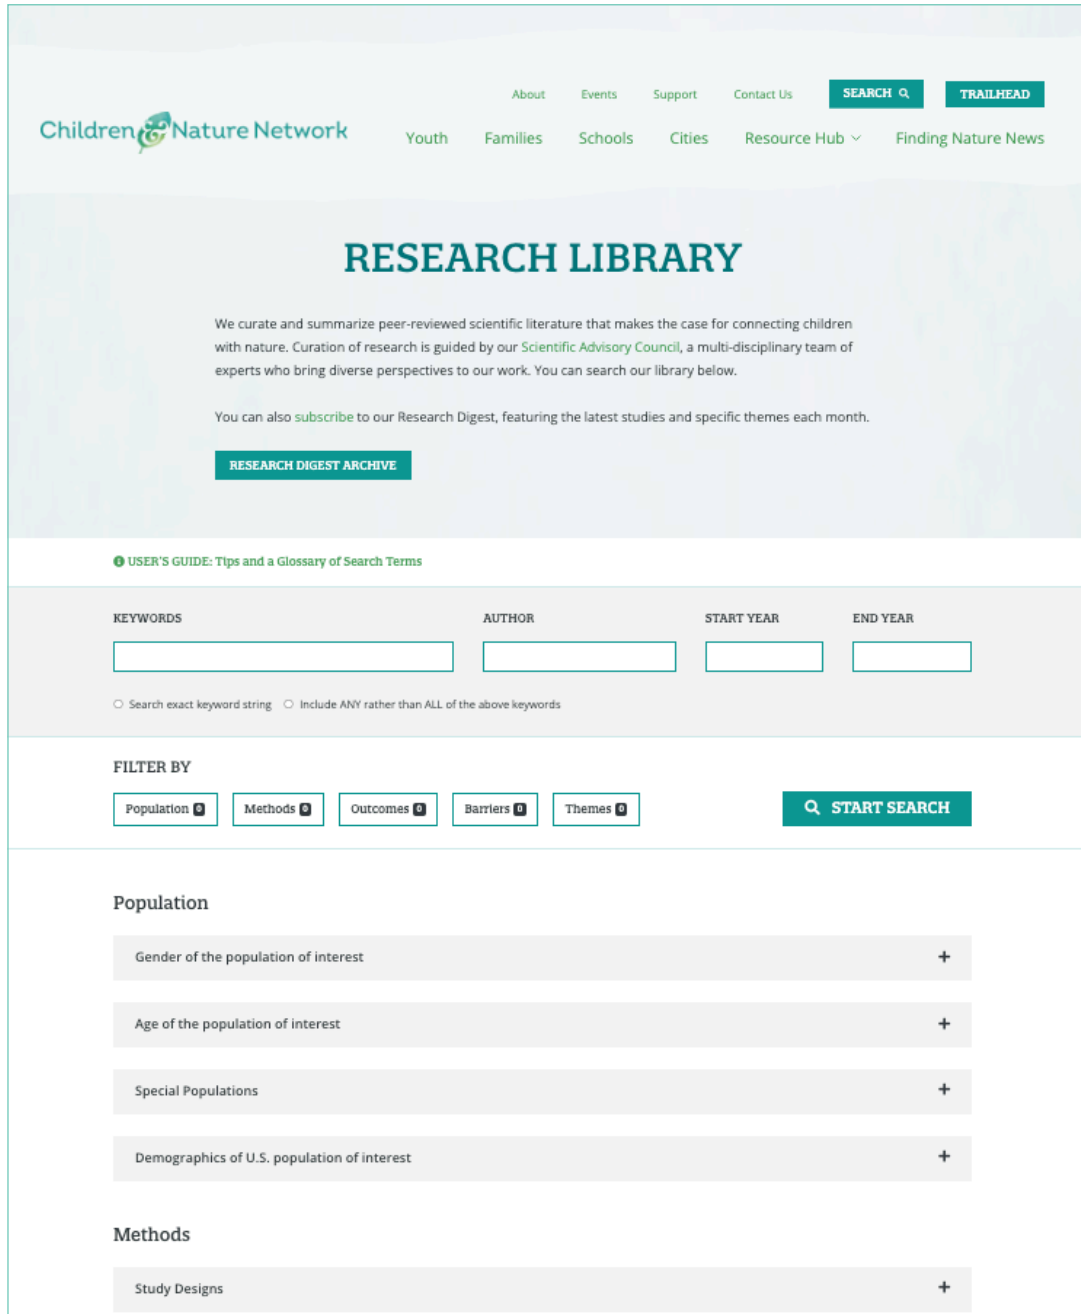 About Events Support Contact Us SEARCH TRAILHEAD
Children & Nature Network
Youth Families Schools Cities Resource Hub Finding Nature News
RESEARCH LIBRARY
We curate and summarize peer-reviewed scientific literature that makes the case for connecting children
with nature. Curation of research is guided by our Scientific Advisory Council, a multi-disciplinary team of
experts who bring diverse perspectives to our work. You can search our library below.
You can also subscribe to our Research Digest, featuring the latest studies and specific themes each month.
RESEARCH DIGEST ARCHIVE
USER'S GUIDE: Tips and a Glossary of Search Terms
KEYWORDS AUTHOR START YEAR END YEAR
Search exact keyword string Include ANY rather than ALL of the above keywords
FILTER BY
Population 0 Methods 0 Outcomes 0 Barriers 0 Themes 0 START SEARCH
Population
Gender of the population of interest +
Age of the population of interest +
Special Populations +
Demographics of U.S. population of interest +
Methods
Study Designs +